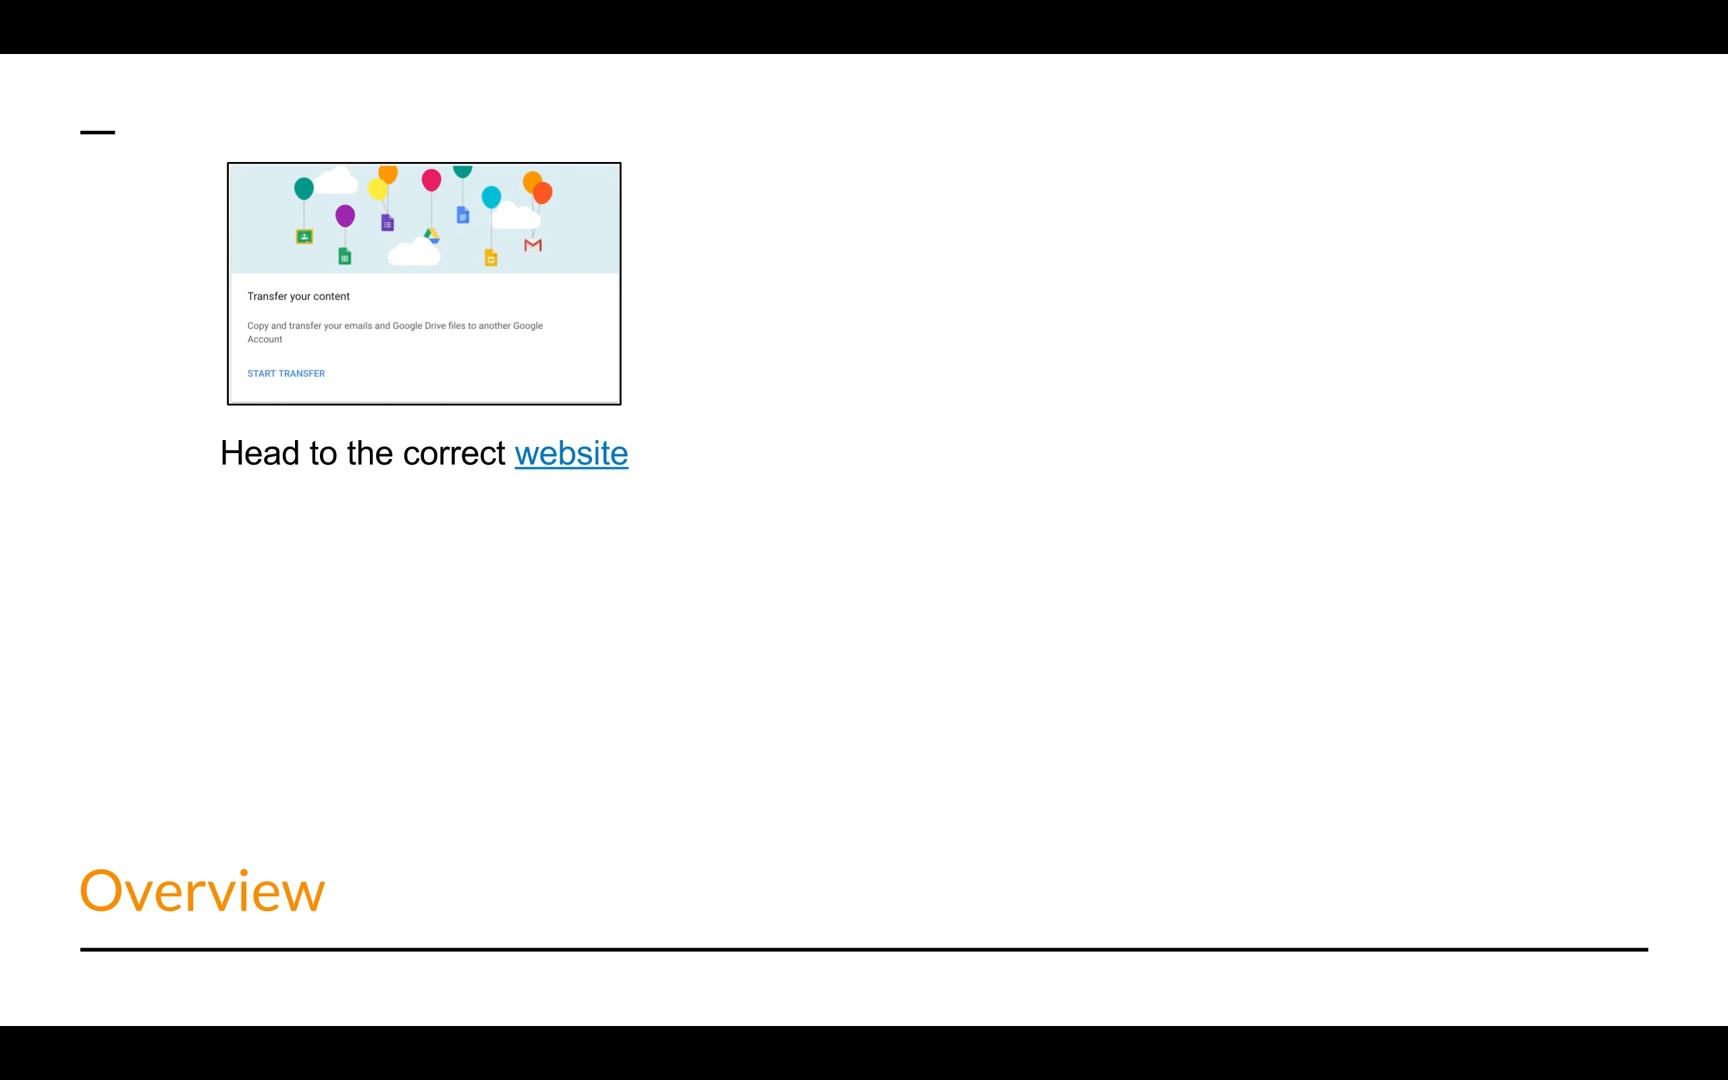 Transfer your content
Copy and transfer your emails and Google Drive files to another Google
Account
START TRANSFER
Head to the correct website
Overview